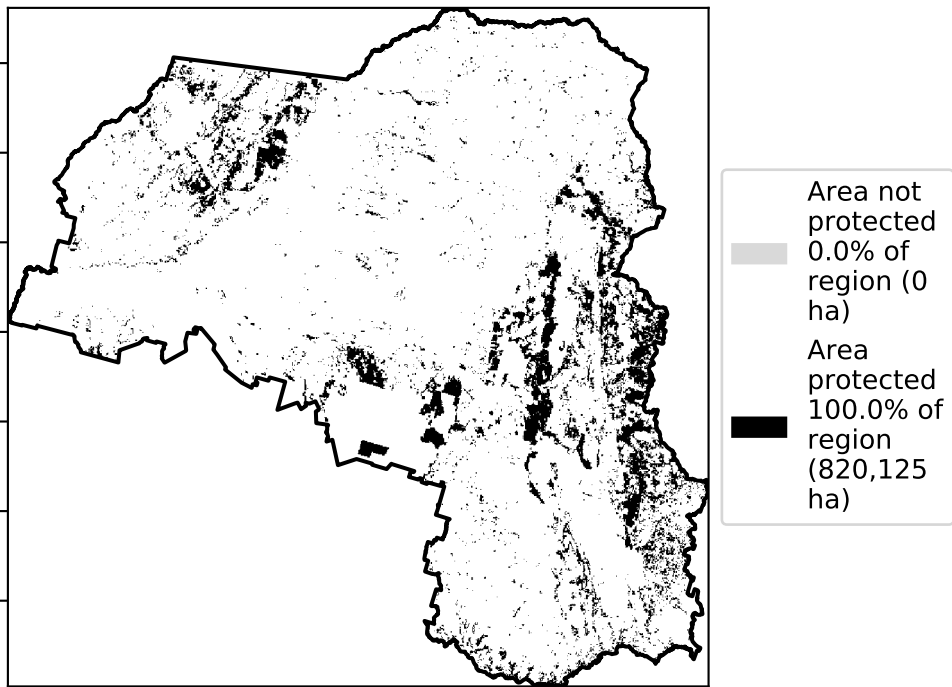 Area not
protected
0.0% of
region (0
ha)
Area
protected
100.0% of
region
(820,125
ha)